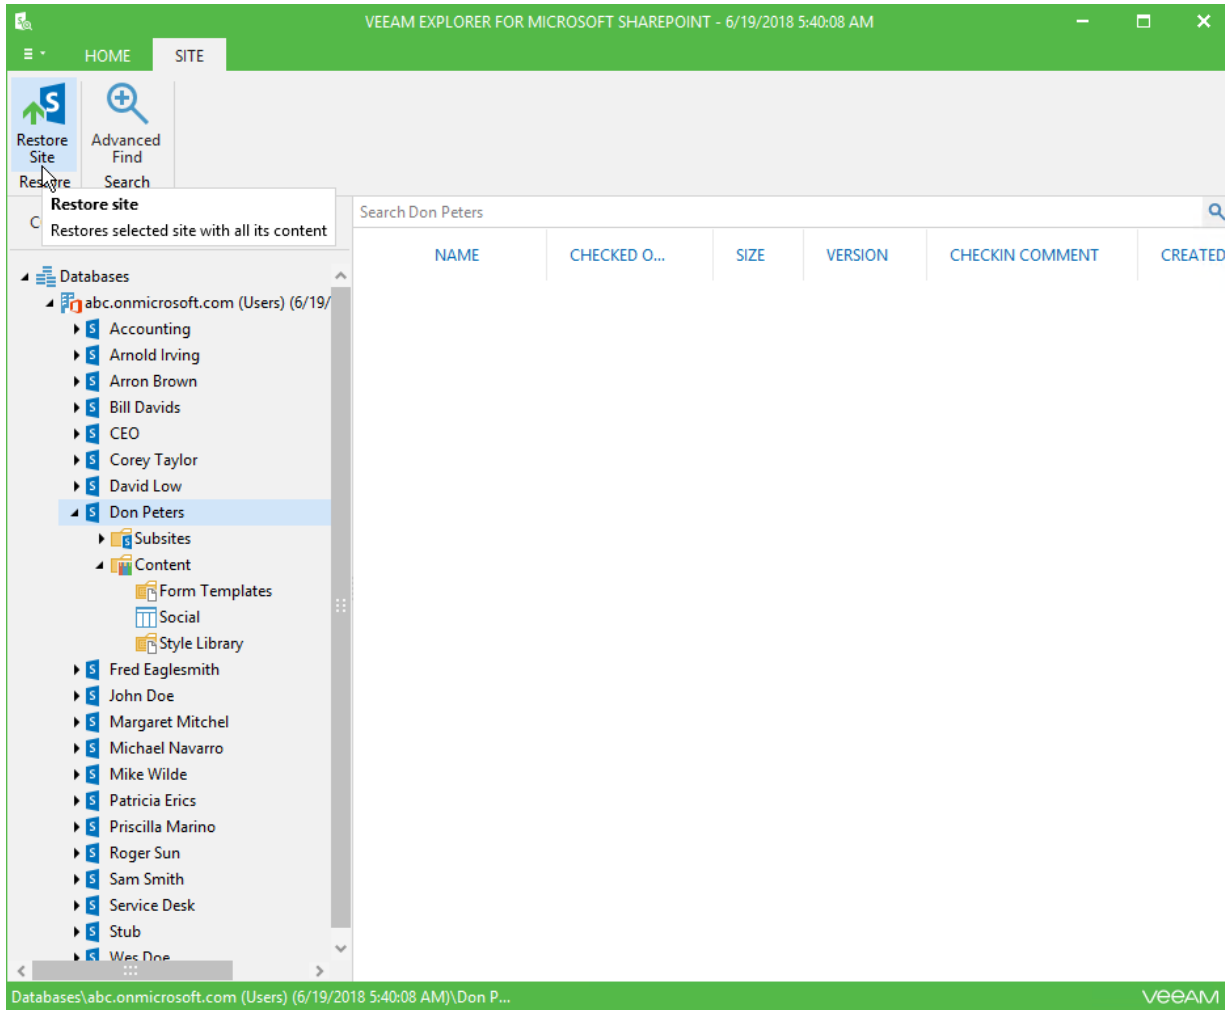 VEEAM EXPLORER FOR MICROSOFT SHAREPOINT - 6/19/2018 5:40:08 AM
HOME SITE
Restore Site
Advanced Find
Search
Restore site
Restores selected site with all its content
Search Don Peters
NAME CHECKED O... SIZE VERSION CHECKIN COMMENT CREATED
Databases
abc.onmicrosoft.com (Users) (6/19/
Accounting
Arnold Irving
Arron Brown
Bill Davids
CEO
Corey Taylor
David Low
Don Peters
Subsites
Content
Form Templates
Social
Style Library
Fred Eaglesmith
John Doe
Margaret Mitchel
Michael Navarro
Mike Wilde
Patricia Erics
Priscilla Marino
Roger Sun
Sam Smith
Service Desk
Stub
Wes Doe
Databases\abc.onmicrosoft.com (Users) (6/19/2018 5:40:08 AM)\Don P...
veeam